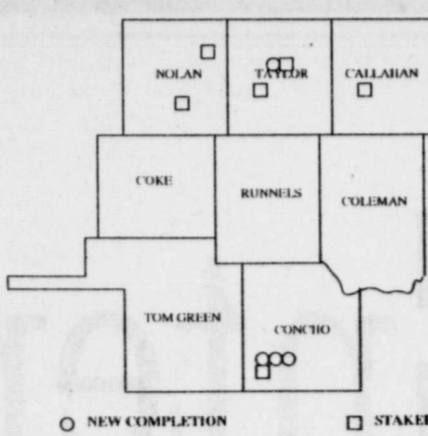 NOLAN TAYLOR CALLAHAN
COKE RUNNELS COLEMAN
TOM GREEN CONCHO
NEW COMPLETION STAKED